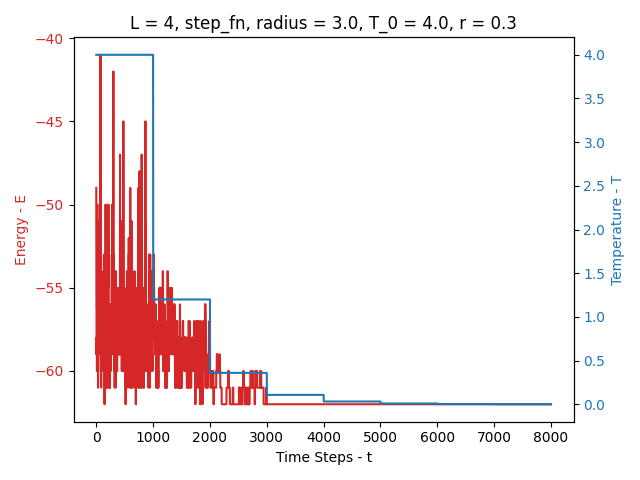 L = 4, step_fn, radius = 3.0, T_0 = 4.0, r = 0.3
Energy - E
−40
−45
−50
−55
−60
4.0
3.5
3.0
2.5
2.0
1.5
1.0
0.5
0.0
Temperature - T
0 1000 2000 3000 4000 5000 6000 7000 8000
Time Steps - t